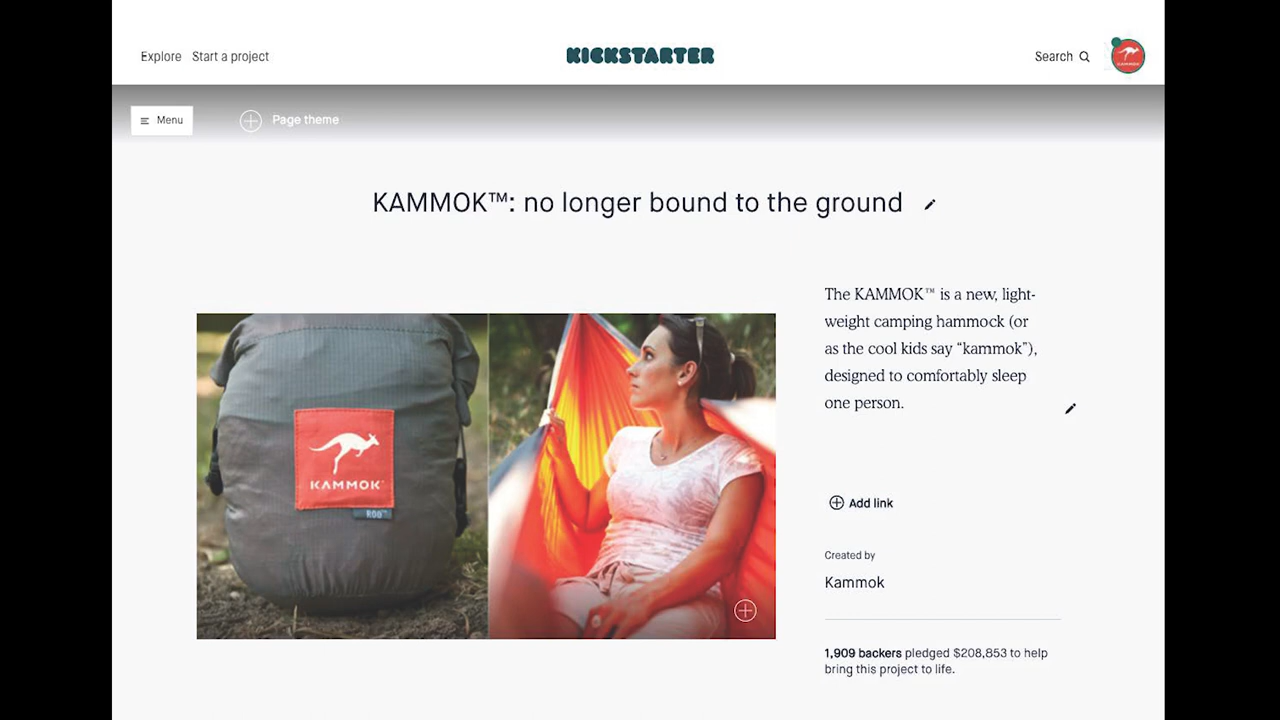 Explore Start a project KICKSTARTER Search
KAMMOK
Menu Page theme
KAMMOK™: no longer bound to the ground
The KAMMOK™ is a new, light-
weight camping hammock (or
as the cool kids say “kammok”),
designed to comfortably sleep
one person.
KAMMOK
ROO™
Add link
Created by
Kammok
1,909 backers pledged $208,853 to help
bring this project to life.